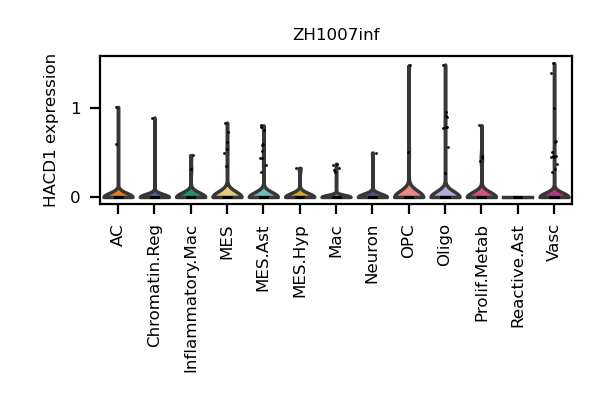 ZH1007inf
HACD1 expression
1
0
AC
Chromatin.Reg
Inflammatory.Mac
MES
MES.Ast
MES.Hyp
Mac
Neuron
OPC
Oligo
Prolif.Metab
Reactive.Ast
Vasc